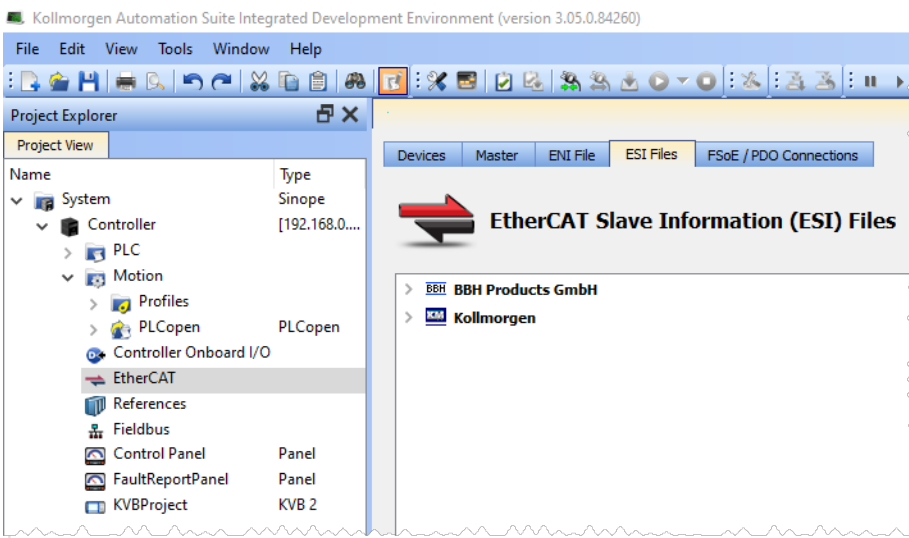 Kollmorgen Automation Suite Integrated Development Environment (version 3.05.0.84260)
File Edit View Tools Window Help
Project Explorer
Project View
Name Type
System Sinope
Controller [192.168.0....
PLC
Motion
Profiles
PLCopen PLCopen
Controller Onboard I/O
EtherCAT
References
Fieldbus
Control Panel Panel
FaultReportPanel Panel
KVBProject KVB 2
Devices Master ENI File ESI Files FSoE / PDO Connections
EtherCAT Slave Information (ESI) Files
BBH BBH Products GmbH
KM Kollmorgen